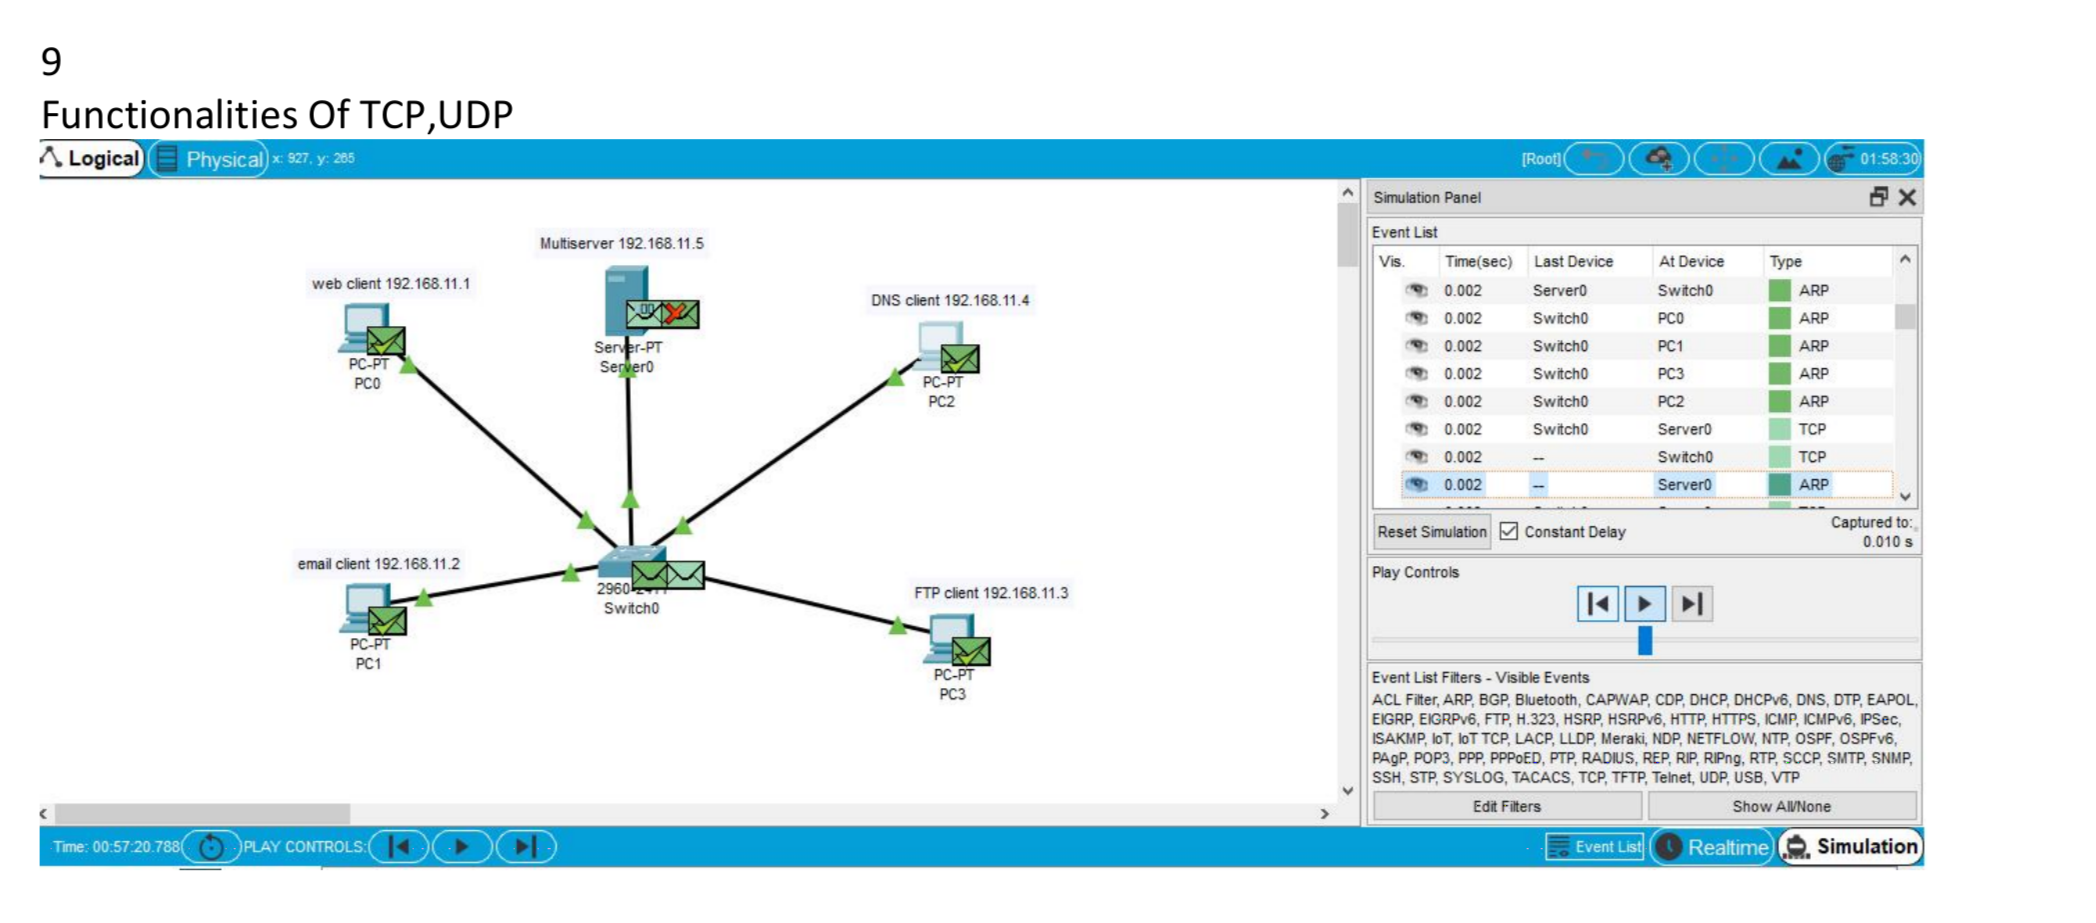 9
Functionalities Of TCP,UDP
Logical Physical x: 927, y: 265 [Root] 01:58:30
Multiserver 192.168.11.5
web client 192.168.11.1
DNS client 192.168.11.4
Server-PT
Server0
PC-PT
PC0
PC-PT
PC2
email client 192.168.11.2
2960-24TT
Switch0
FTP client 192.168.11.3
PC-PT
PC1
PC-PT
PC3
Simulation Panel
Event List
Vis. Time(sec) Last Device At Device Type
0.002 Server0 Switch0 ARP
0.002 Switch0 PC0 ARP
0.002 Switch0 PC1 ARP
0.002 Switch0 PC3 ARP
0.002 Switch0 PC2 ARP
0.002 Switch0 Server0 TCP
0.002 -- Switch0 TCP
0.002 -- Server0 ARP
Reset Simulation Constant Delay Captured to:
0.010 s
Play Controls
Event List Filters - Visible Events
ACL Filter, ARP, BGP, Bluetooth, CAPWAP, CDP, DHCP, DHCPv6, DNS, DTP, EAPOL,
EIGRP, EIGRPv6, FTP, H.323, HSRP, HSRPv6, HTTP, HTTPS, ICMP, ICMPv6, IPSec,
ISAKMP, IoT, IoT TCP, LACP, LLDP, Meraki, NDP, NETFLOW, NTP, OSPF, OSPFv6,
PAgP, POP3, PPP, PPPoED, PTP, RADIUS, REP, RIP, RIPng, RTP, SCCP, SMTP, SNMP,
SSH, STP, SYSLOG, TACACS, TCP, TFTP, Telnet, UDP, USB, VTP
Edit Filters Show All/None
Time: 00:57:20.788 PLAY CONTROLS: Event List Realtime Simulation